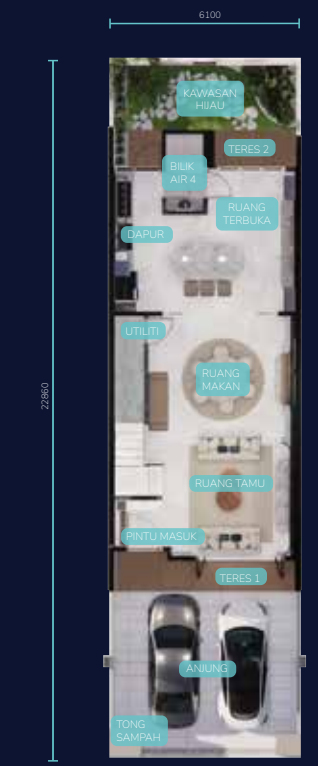 6100
KAWASAN
HIJAU
TERES 2
BILIK
AIR 4
RUANG
TERBUKA
DAPUR
UTILITI
RUANG
MAKAN
22860
RUANG TAMU
PINTU MASUK
TERES 1
ANJUNG
TONG
SAMPAH